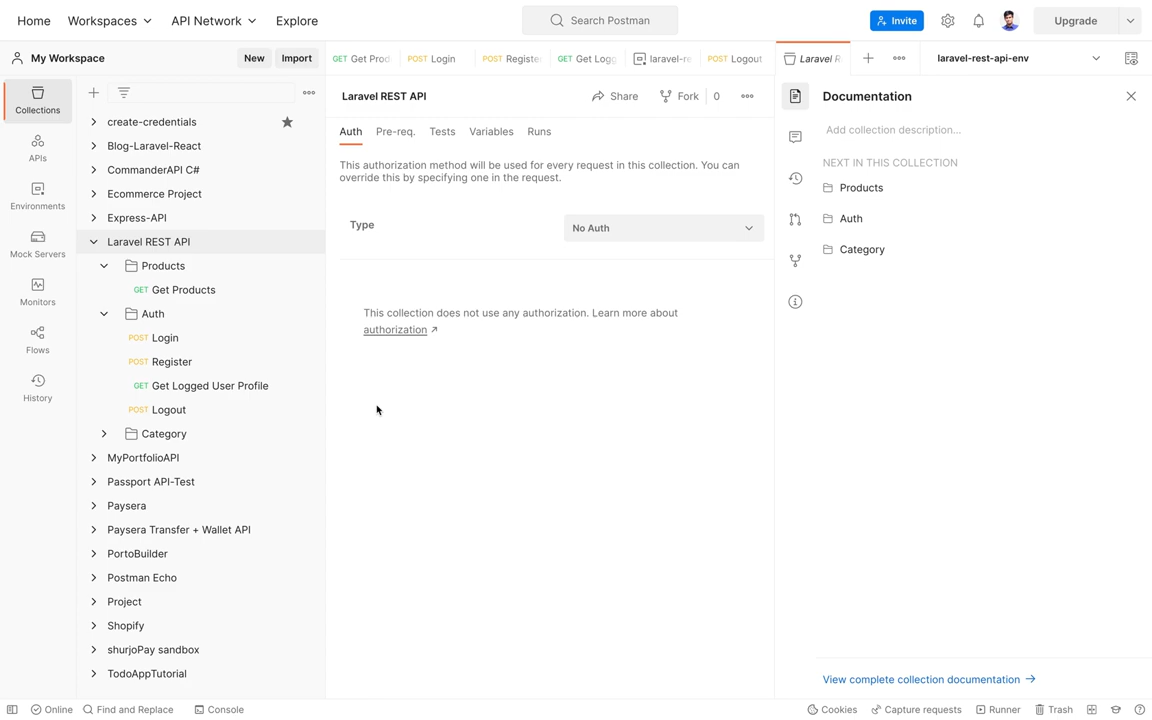 Home Workspaces API Network Explore Search Postman Invite Upgrade
My Workspace New Import GET Get Prod POST Login POST Register GET Get Logg laravel-re POST Logout Laravel R laravel-rest-api-env
Collections
APIs
Environments
Mock Servers
Monitors
Flows
History
create-credentials
Blog-Laravel-React
CommanderAPI C#
Ecommerce Project
Express-API
Laravel REST API
Products
GET Get Products
Auth
POST Login
POST Register
GET Get Logged User Profile
POST Logout
Category
MyPortfolioAPI
Passport API-Test
Paysera
Paysera Transfer + Wallet API
PortoBuilder
Postman Echo
Project
Shopify
shurjoPay sandbox
TodoAppTutorial
Laravel REST API Share Fork 0
Auth Pre-req. Tests Variables Runs
This authorization method will be used for every request in this collection. You can
override this by specifying one in the request.
Type No Auth
This collection does not use any authorization. Learn more about
authorization
Documentation
Add collection description...
NEXT IN THIS COLLECTION
Products
Auth
Category
View complete collection documentation
Online Find and Replace Console Cookies Capture requests Runner Trash